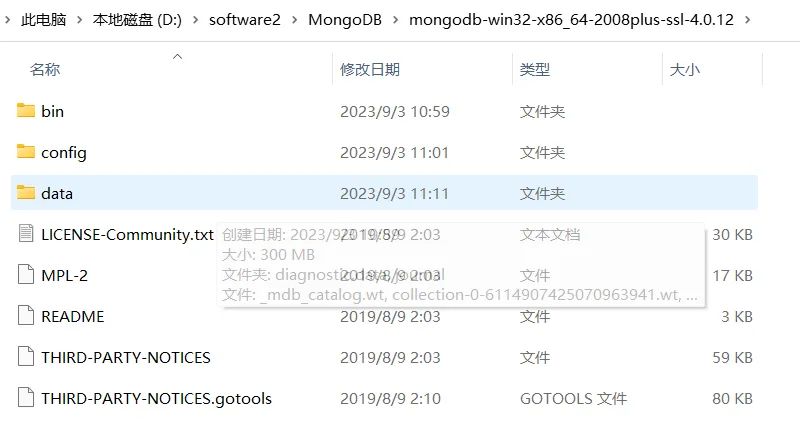 此电脑 > 本地磁盘 (D:) > software2 > MongoDB > mongodb-win32-x86_64-2008plus-ssl-4.0.12 >
名称 修改日期 类型 大小
bin 2023/9/3 10:59 文件夹
config 2023/9/3 11:01 文件夹
data 2023/9/3 11:11 文件夹
LICENSE-Community.txt 2019/8/9 2:03 文本文档 30 KB
创建日期: 2023/9/3 10:59
大小: 300 MB
MPL-2 2019/8/9 2:03 文件 17 KB
文件夹: diagnostic.data, journal
文件: _mdb_catalog.wt, collection-0-6114907425070963941.wt, ...
README 2019/8/9 2:03 文件 3 KB
THIRD-PARTY-NOTICES 2019/8/9 2:03 文件 59 KB
THIRD-PARTY-NOTICES.gotools 2019/8/9 2:10 GOTOOLS 文件 80 KB